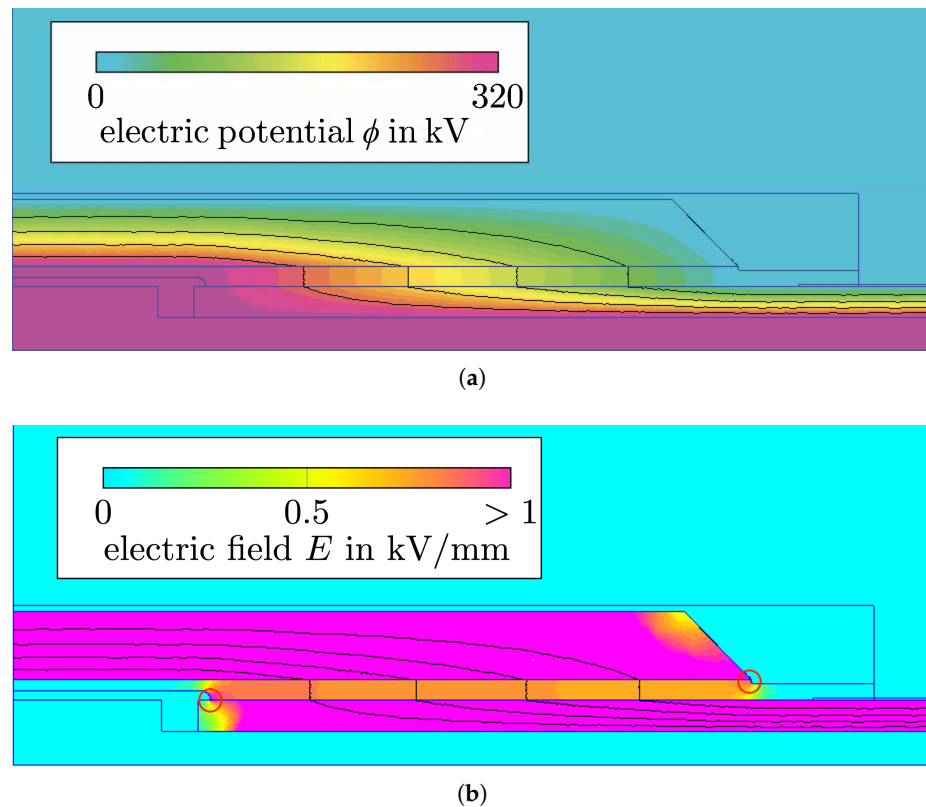 0
320
electric potential ϕ in kV
(a)
0
0.5
> 1
electric field E in kV/mm
(b)